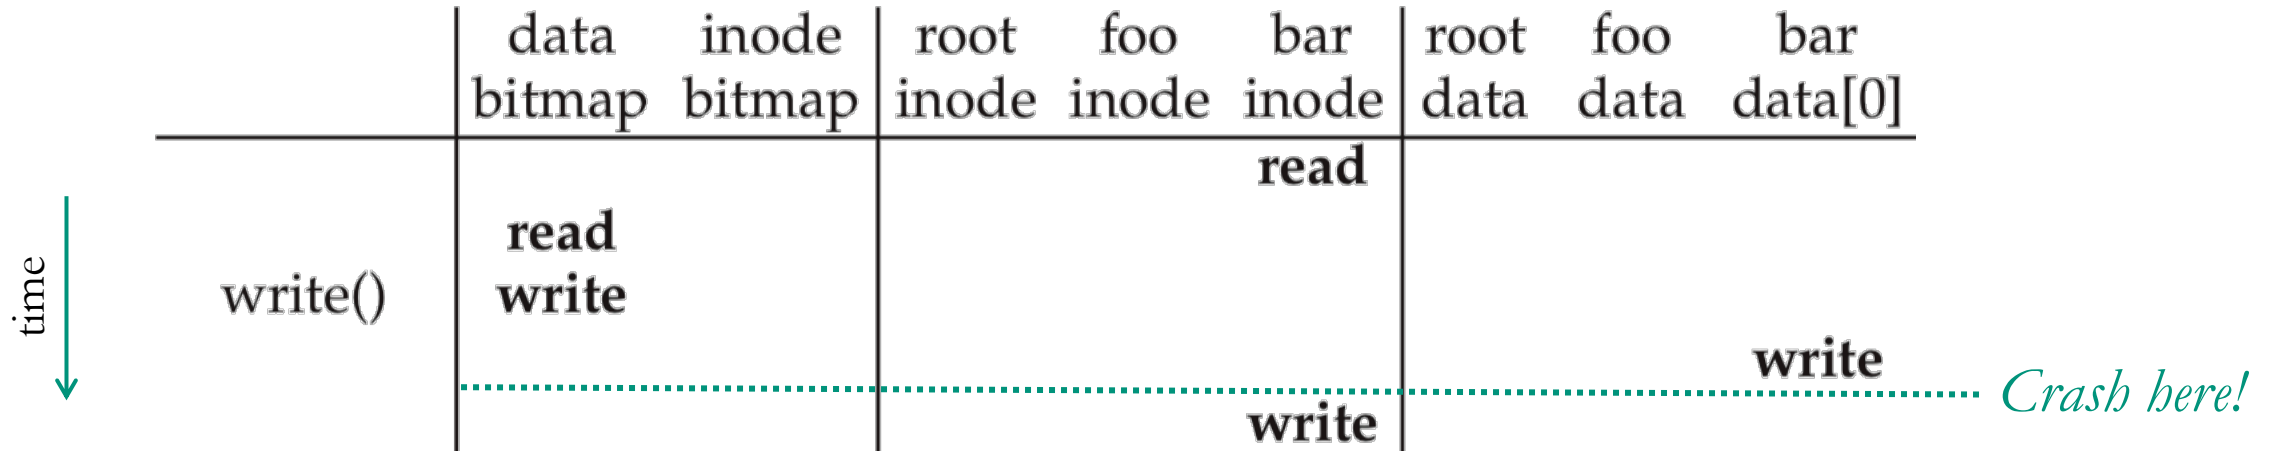 data inode root foo bar root foo bar
bitmap bitmap inode inode inode data data data[0]
read
read
time write() write
write
Crash here!
write